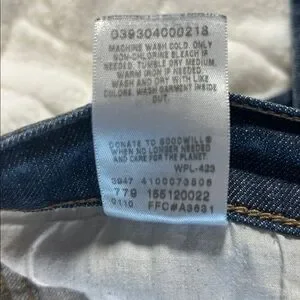 039304000218
MACHINE WASH COLD. ONLY
NON-CHLORINE BLEACH IF
NEEDED. TUMBLE DRY MEDIUM.
WARM IRON IF NEEDED
WASH AND DRY WITH LIKE
COLORS. WASH GARMENT INSIDE
OUT.
DONATE TO GOODWILL®
WHEN NO LONGER NEEDED
AND CARE FOR THE PLANET.
WPL-423
3947 4100073506
779 155120022
0110 FFC#A3631